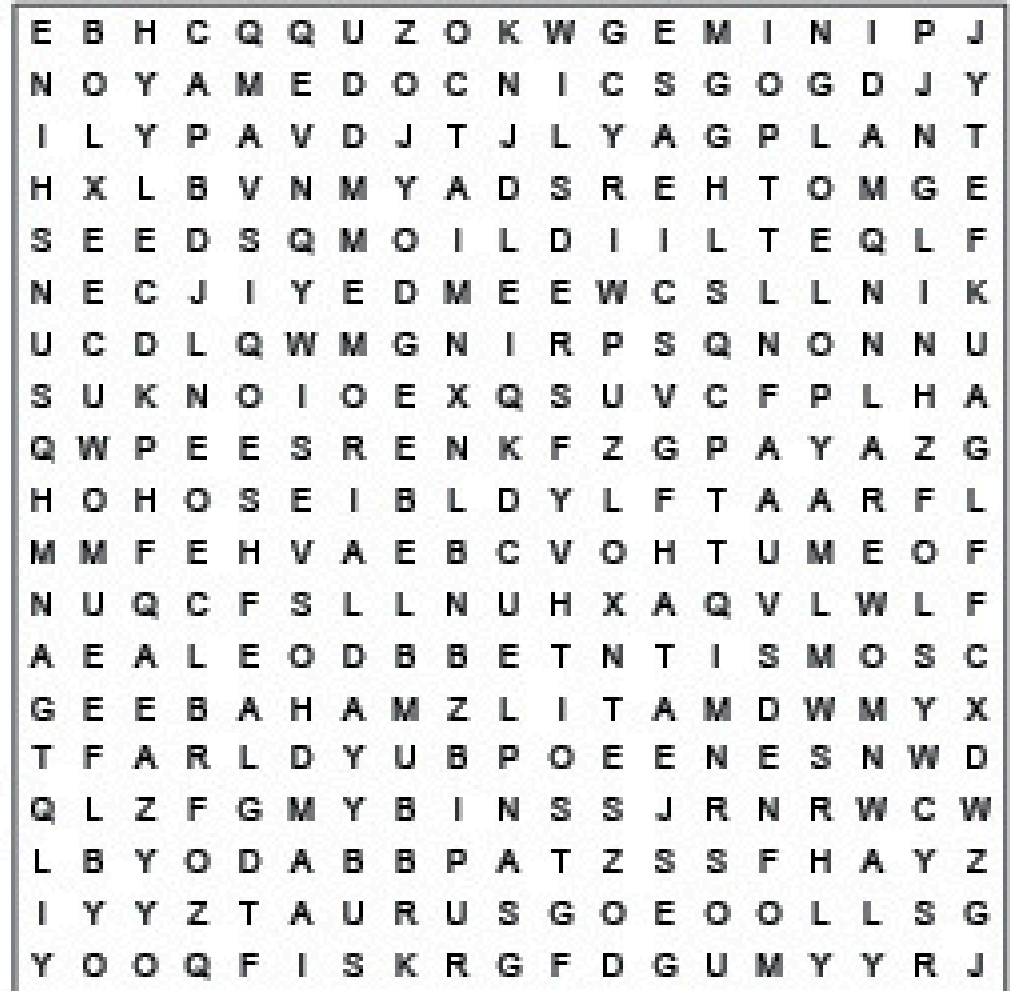 E B H C Q Q U Z O K W G E M I N I P J
N O Y A M E D O C N I C S G O G D J Y
I L Y P A V D J T J L Y A G P L A N T
H X L B V N M Y A D S R E H T O M G E
S E E D S Q M O I L D I I L T E Q L F
N E C J I Y E D M E E W C S L L N I K
U C D L Q W M G N I R P S Q N O N N U
S U K N O I O E X Q S U V C F P L H A
Q W P E E S R E N K F Z G P A Y A Z G
H O H O S E I B L D Y L F T A A R F L
M M F E H V A E B C V O H T U M E O F
N U Q C F S L L N U H X A Q V L W L F
A E A L E O D B B E T N T I S M O S C
G E E B A H A M Z L I T A M D W M Y X
T F A R L D Y U B P O E E N E S N W D
Q L Z F G M Y B I N S S J R N R W C W
L B Y O D A B B P A T Z S S F H A Y Z
I Y Y Z T A U R U S G O E O O L L S G
Y O O Q F I S K R G F D G U M Y Y R J